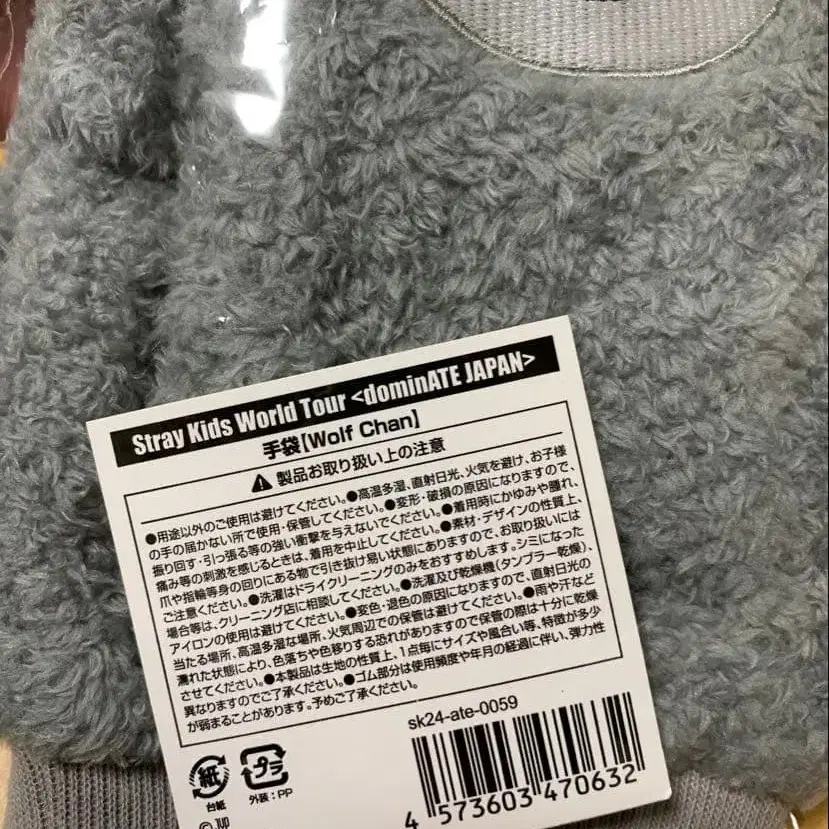 Stray Kids World Tour <dominATE JAPAN>
手袋【Wolf Chan】
⚠ 製品お取り扱い上の注意
●用途以外のご使用は避けてください。●高温多湿、直射日光、火気を避け、お子様
の手の届かない所で使用・保管してください。●変形・破損の原因になりますので、
振り回す・引っ張る等の強い衝撃を与えないでください。●着用時にかゆみや腫れ、
痛み等の刺激を感じるときは、着用を中止してください。●素材・デザインの性質上、
爪や指輪等身の回りにある物で引き抜け易い状態にありますので、お取り扱いには
ご注意ください。●洗濯はドライクリーニングのみをおすすめします。シミになった
場合等は、クリーニング店に相談してください。●洗濯及び乾燥機(タンブラー乾燥)、
アイロンの使用は避けてください。●変色・退色の原因になりますので、直射日光の
当たる場所、高温多湿な場所、火気周辺での保管は避けてください。●雨や汗など
濡れた状態により、色落ちや色移りする恐れがありますので保管の際は十分に乾燥
させてください。●本製品は生地の性質上、1点毎にサイズや風合い等、特徴が多少
異なりますのでご了承ください。●ゴム部分は使用頻度や年月の経過に伴い、弾力性
が弱まることがあります。予めご了承ください。
sk24-ate-0059
紙
台紙
プラ
外装：PP
4 573603 470632
© JYP